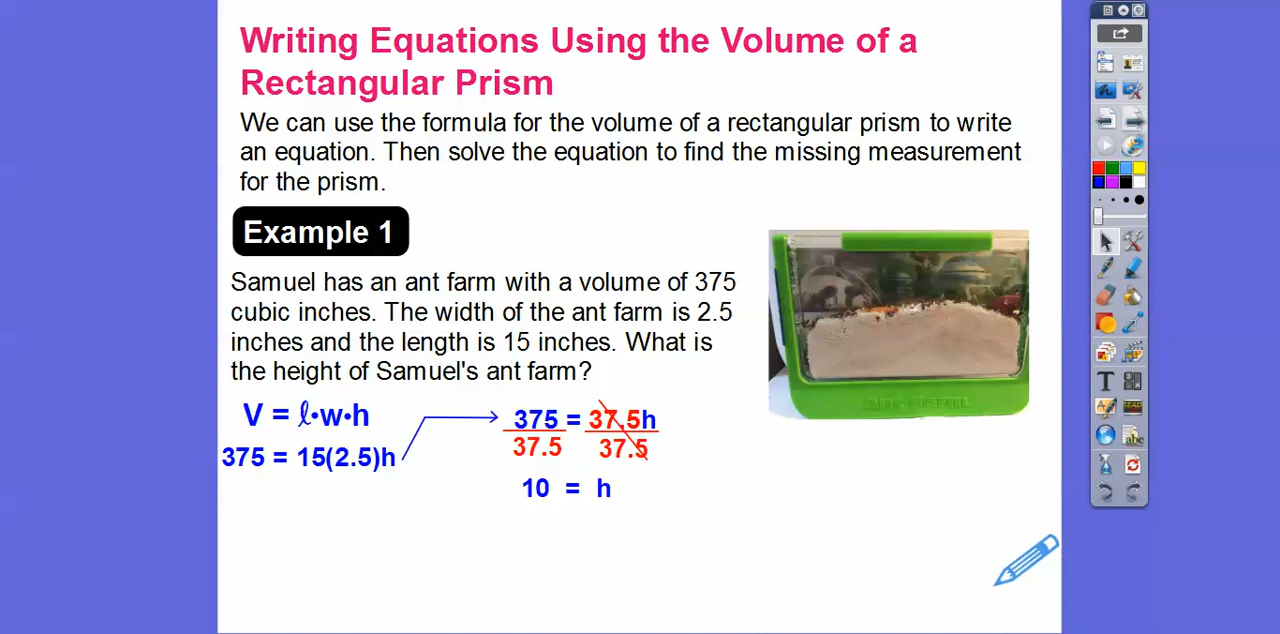 Writing Equations Using the Volume of a
Rectangular Prism
We can use the formula for the volume of a rectangular prism to write
an equation. Then solve the equation to find the missing measurement
for the prism.
Example 1
Samuel has an ant farm with a volume of 375
cubic inches. The width of the ant farm is 2.5
inches and the length is 15 inches. What is
the height of Samuel's ant farm?
V = ℓ·w·h
375 = 15(2.5)h
375 = 37.5h
37.5 37.5
10 = h
Ant Farm
T
abc